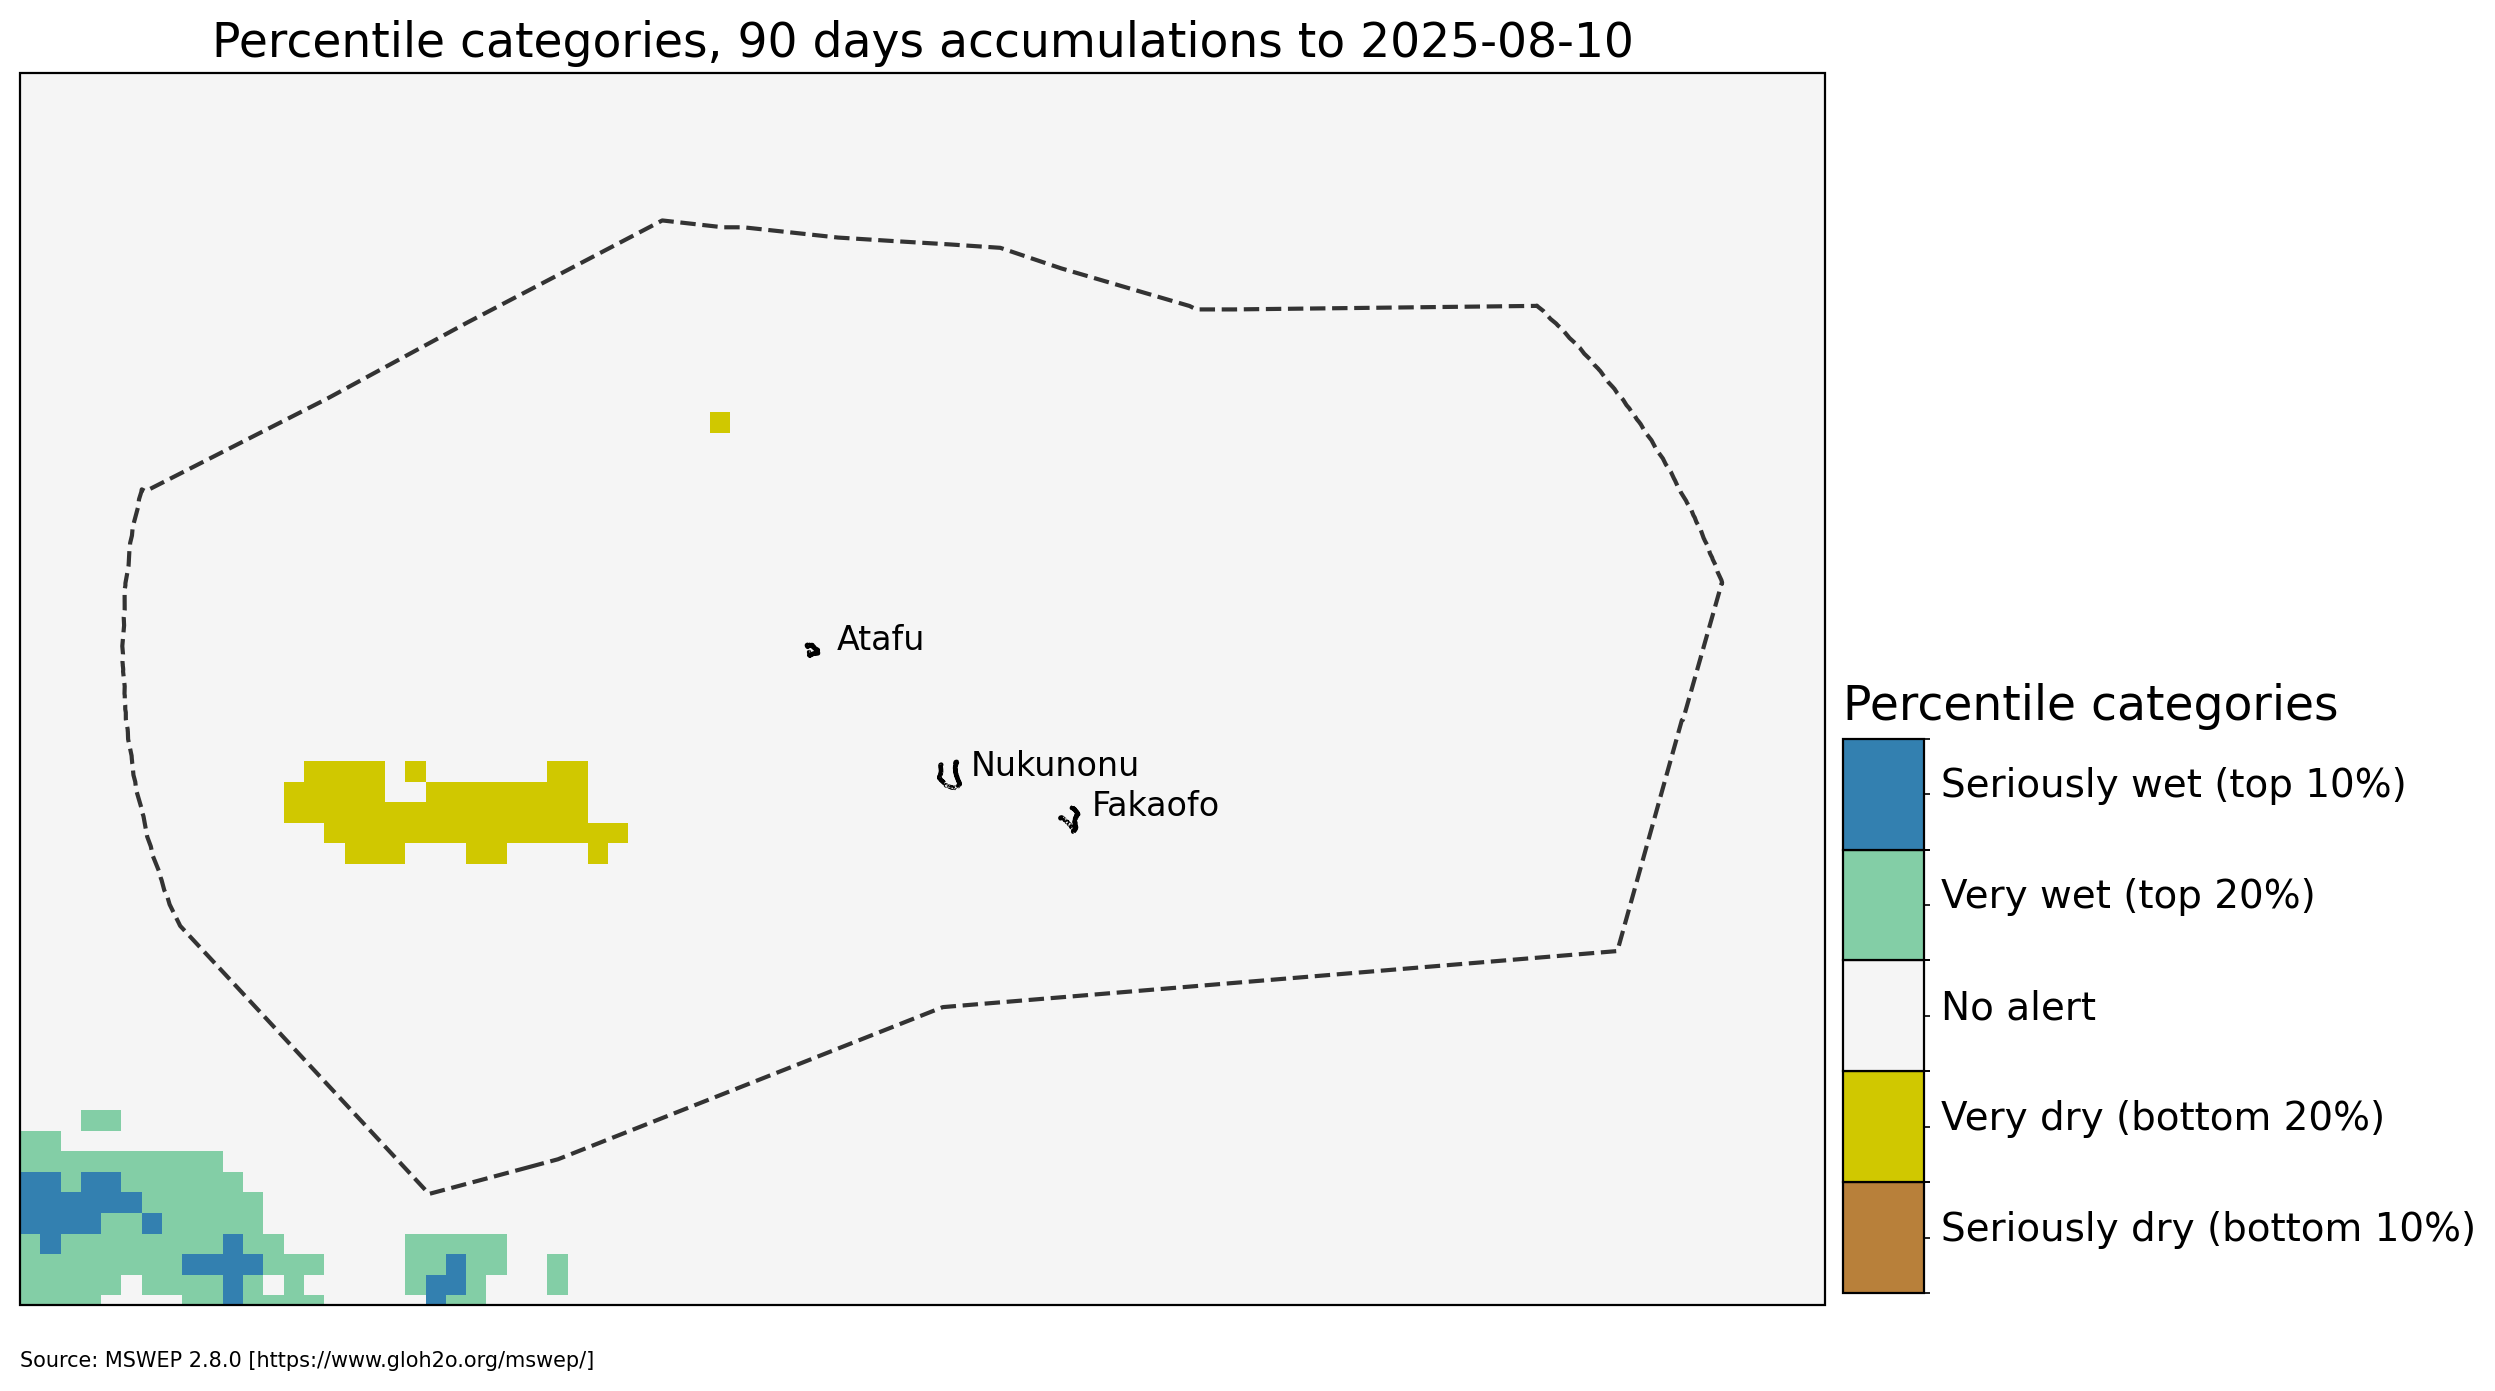 Percentile categories, 90 days accumulations to 2025-08-10
Atafu
Nukunonu
Fakaofo
Percentile categories
Seriously wet (top 10%)
Very wet (top 20%)
No alert
Very dry (bottom 20%)
Seriously dry (bottom 10%)
Source: MSWEP 2.8.0 [https://www.gloh2o.org/mswep/]